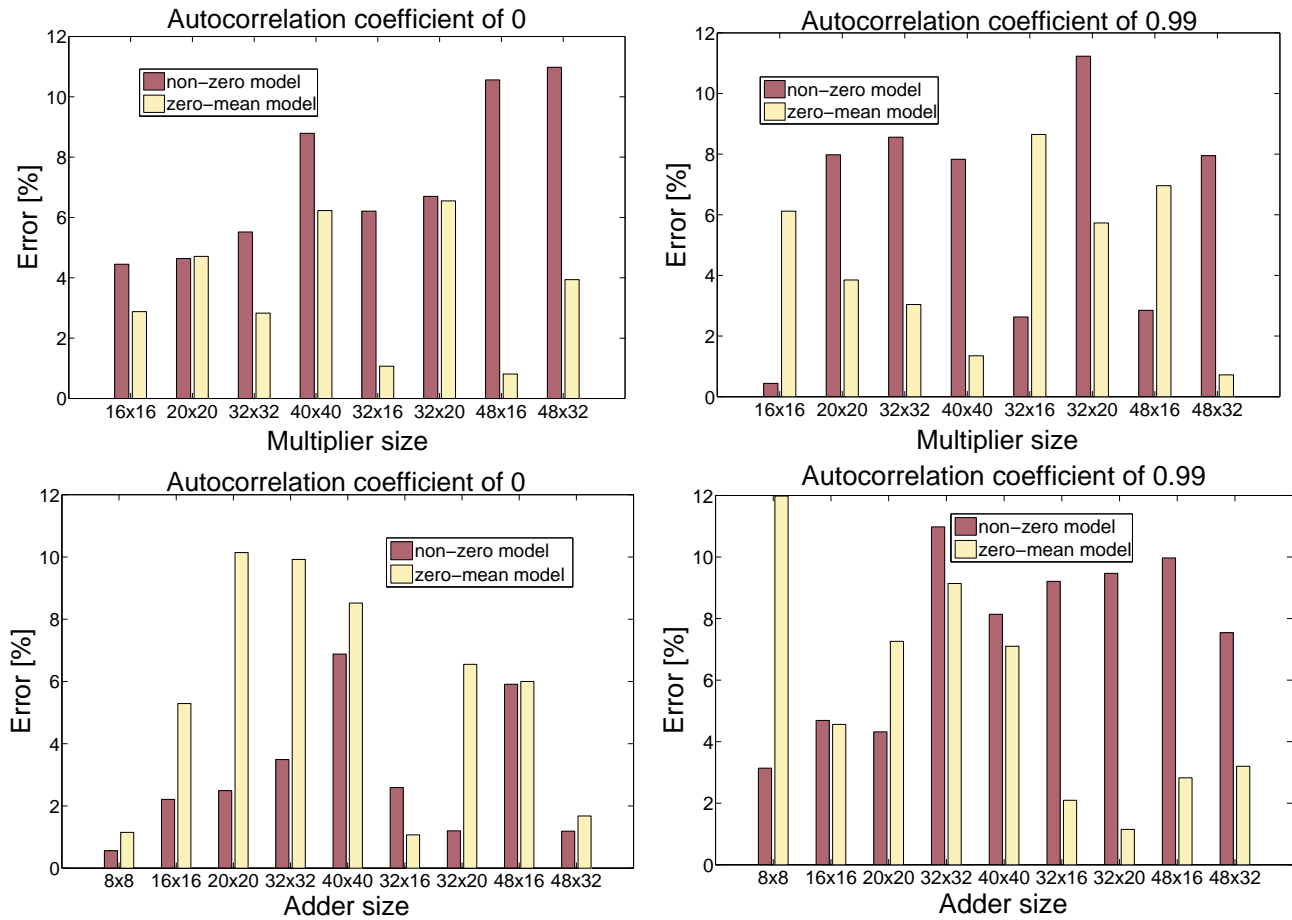 Autocorrelation coefficient of 0
12
10
8
6
4
2
0
Error [%]
non-zero model
zero-mean model
16x16 20x20 32x32 40x40 32x16 32x20 48x16 48x32
Multiplier size
Autocorrelation coefficient of 0.99
12
10
8
6
4
2
0
Error [%]
non-zero model
zero-mean model
16x16 20x20 32x32 40x40 32x16 32x20 48x16 48x32
Multiplier size
Autocorrelation coefficient of 0
12
10
8
6
4
2
0
Error [%]
non-zero model
zero-mean model
8x8 16x16 20x20 32x32 40x40 32x16 32x20 48x16 48x32
Adder size
Autocorrelation coefficient of 0.99
12
10
8
6
4
2
0
Error [%]
non-zero model
zero-mean model
8x8 16x16 20x20 32x32 40x40 32x16 32x20 48x16 48x32
Adder size